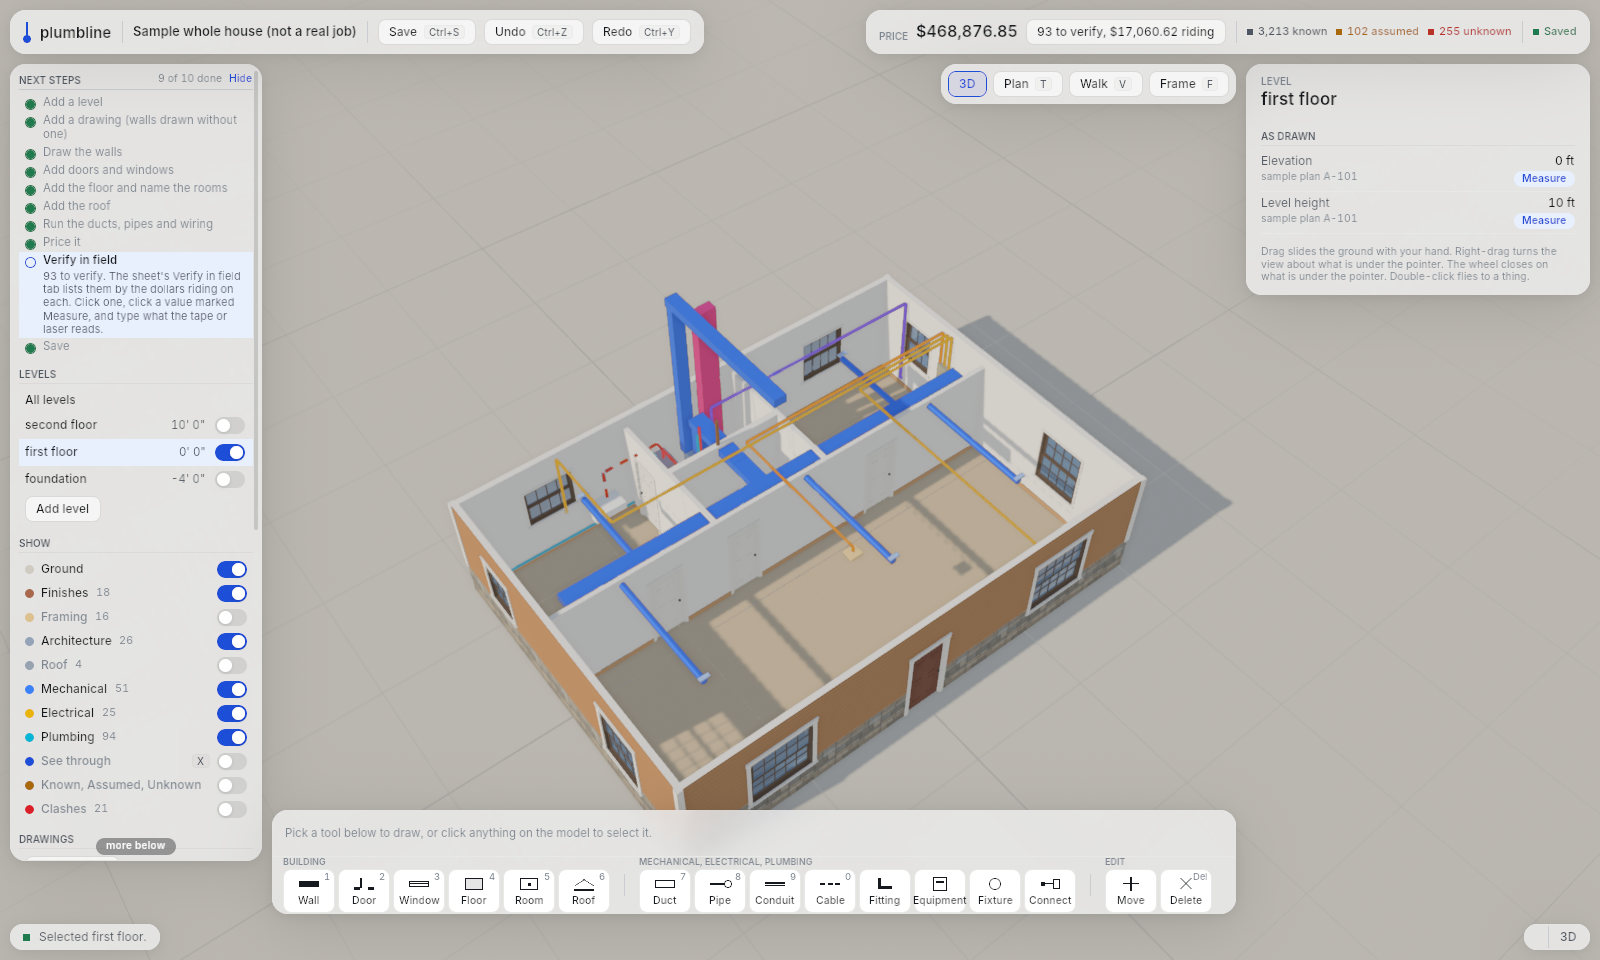 plumbline
Sample whole house (not a real job)
Save Ctrl+S
Undo Ctrl+Z
Redo Ctrl+Y
PRICE $468,876.85
93 to verify, $17,060.62 riding
3,213 known
102 assumed
255 unknown
Saved
NEXT STEPS 9 of 10 done Hide
Add a level
Add a drawing (walls drawn without
one)
Draw the walls
Add doors and windows
Add the floor and name the rooms
Add the roof
Run the ducts, pipes and wiring
Price it
Verify in field
93 to verify. The sheet's Verify in field
tab lists them by the dollars riding on
each. Click one, click a value marked
Measure, and type what the tape or
laser reads.
Save
LEVELS
All levels
second floor 10' 0"
first floor 0' 0"
foundation -4' 0"
Add level
SHOW
Ground
Finishes 18
Framing 16
Architecture 26
Roof 4
Mechanical 51
Electrical 25
Plumbing 94
See through X
Known, Assumed, Unknown
Clashes 21
DRAWINGS
more below
3D
Plan T
Walk V
Frame F
LEVEL
first floor
AS DRAWN
Elevation 0 ft
sample plan A-101 Measure
Level height 10 ft
sample plan A-101 Measure
Drag slides the ground with your hand. Right-drag turns the
view about what is under the pointer. The wheel closes on
what is under the pointer. Double-click flies to a thing.
Pick a tool below to draw, or click anything on the model to select it.
BUILDING
1 Wall
2 Door
3 Window
4 Floor
5 Room
6 Roof
MECHANICAL, ELECTRICAL, PLUMBING
7 Duct
8 Pipe
9 Conduit
0 Cable
Fitting
Equipment
Fixture
Connect
EDIT
Move
Del Delete
Selected first floor.
3D